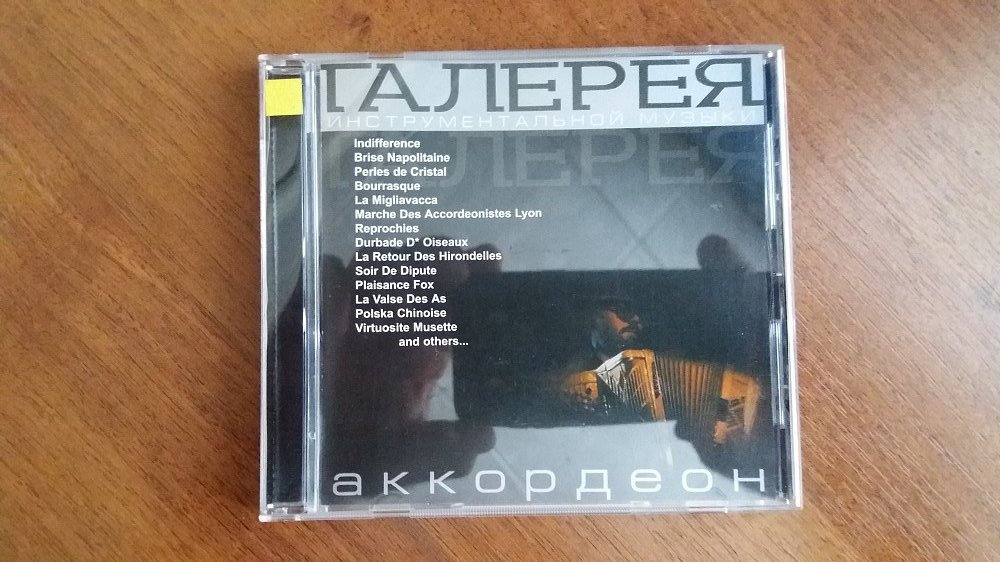 ГАЛЕРЕЯ
ИНСТРУМЕНТАЛЬНОЙ МУЗЫКИ
ГАЛЕРЕЯ
Indifference
Brise Napolitaine
Perles de Cristal
Bourrasque
La Migliavacca
Marche Des Accordeonistes Lyon
Reprochies
Durbade D* Oiseaux
La Retour Des Hirondelles
Soir De Dipute
Plaisance Fox
La Valse Des As
Polska Chinoise
Virtuosite Musette
and others...
аккордеон